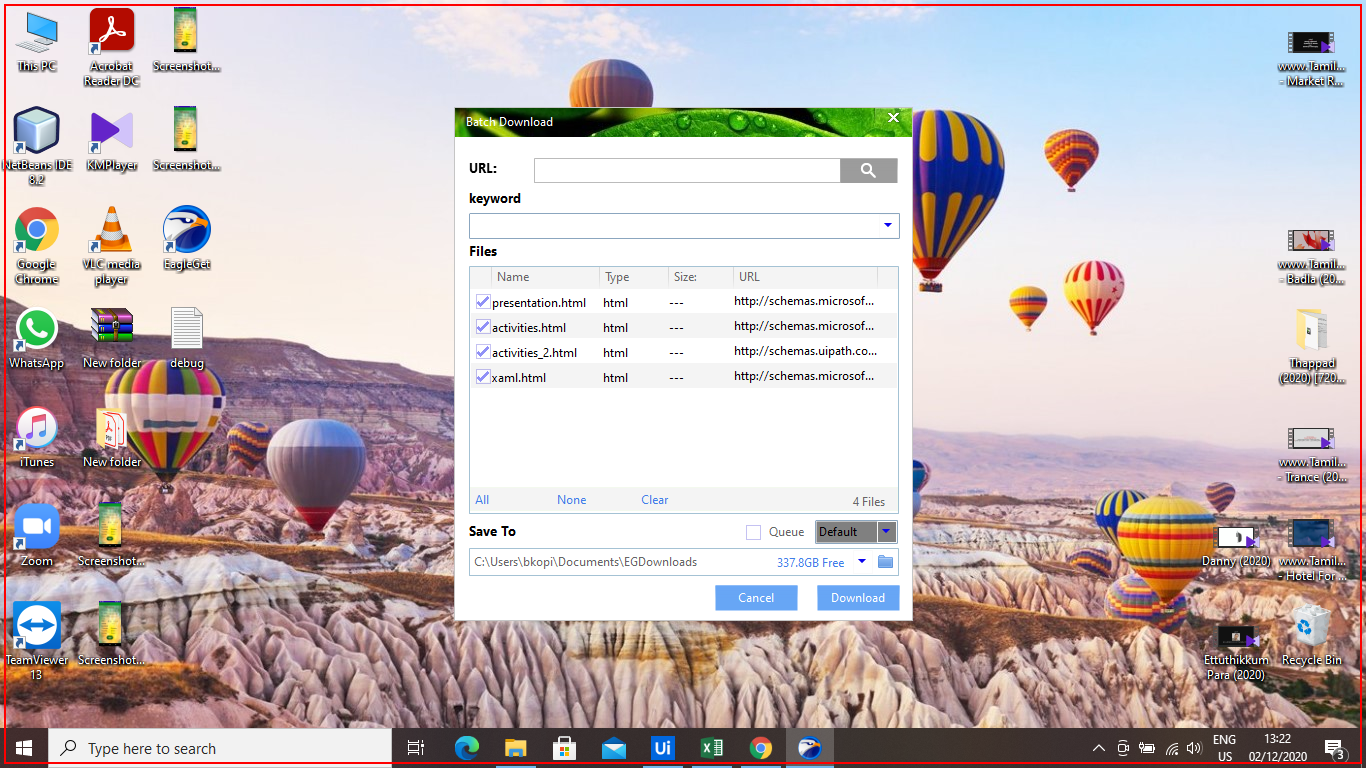 This PC
Acrobat
Reader DC
Screenshot...
NetBeans IDE
8.2
KMPlayer
Screenshot...
Google
Chrome
VLC media
player
EagleGet
WhatsApp
New folder
debug
iTunes
New folder
Zoom
Screenshot...
TeamViewer
13
Screenshot...
Batch Download
URL:
keyword
Files
Name Type Size: URL
presentation.html html --- http://schemas.microsof...
activities.html html --- http://schemas.microsof...
activities_2.html html --- http://schemas.uipath.co...
xaml.html html --- http://schemas.microsof...
All None Clear 4 Files
Save To Queue Default
C:\Users\bkopi\Documents\EGDownloads 337.8GB Free
Cancel Download
www.Tamil...
- Market R...
www.Tamil...
- Badla (20...
Thappad
(2020) [720...
www.Tamil...
- Trance (20...
Danny (2020)
www.Tamil...
- Hotel For ...
Ettuthikkum
Para (2020)
Recycle Bin
Type here to search
Ui
ENG
US
13:22
02/12/2020
3